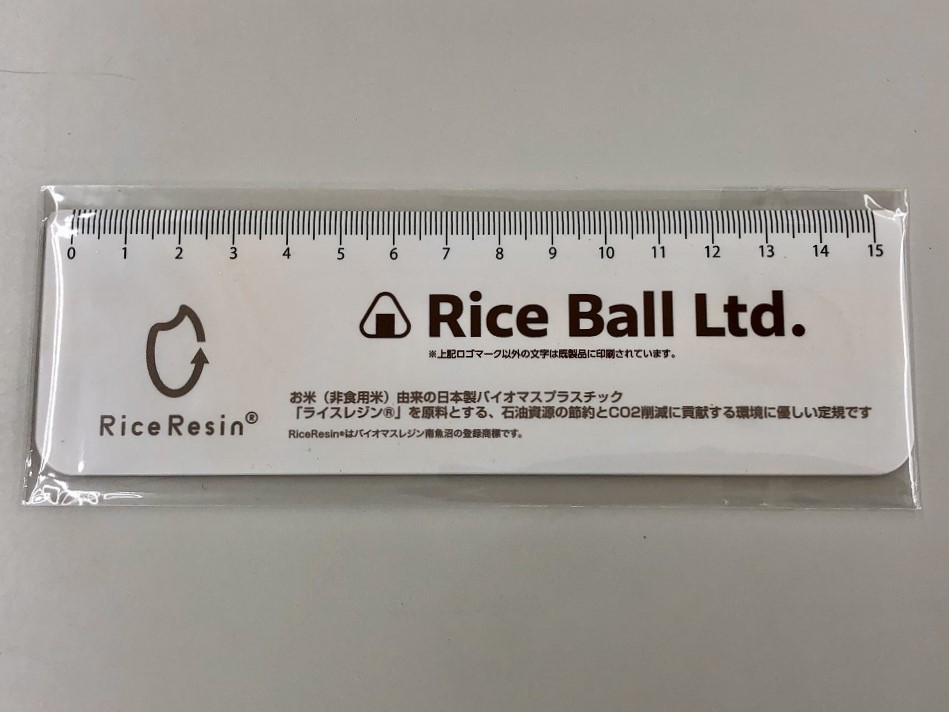 0 1 2 3 4 5 6 7 8 9 10 11 12 13 14 15
Rice Ball Ltd.
※上記ロゴマーク以外の文字は既製品に印刷されています。
RiceResin®
お米（非食用米）由来の日本製バイオマスプラスチック
「ライスレジン®」を原料とする、石油資源の節約とCO2削減に貢献する環境に優しい定規です
RiceResin®はバイオマスレジン南魚沼の登録商標です。